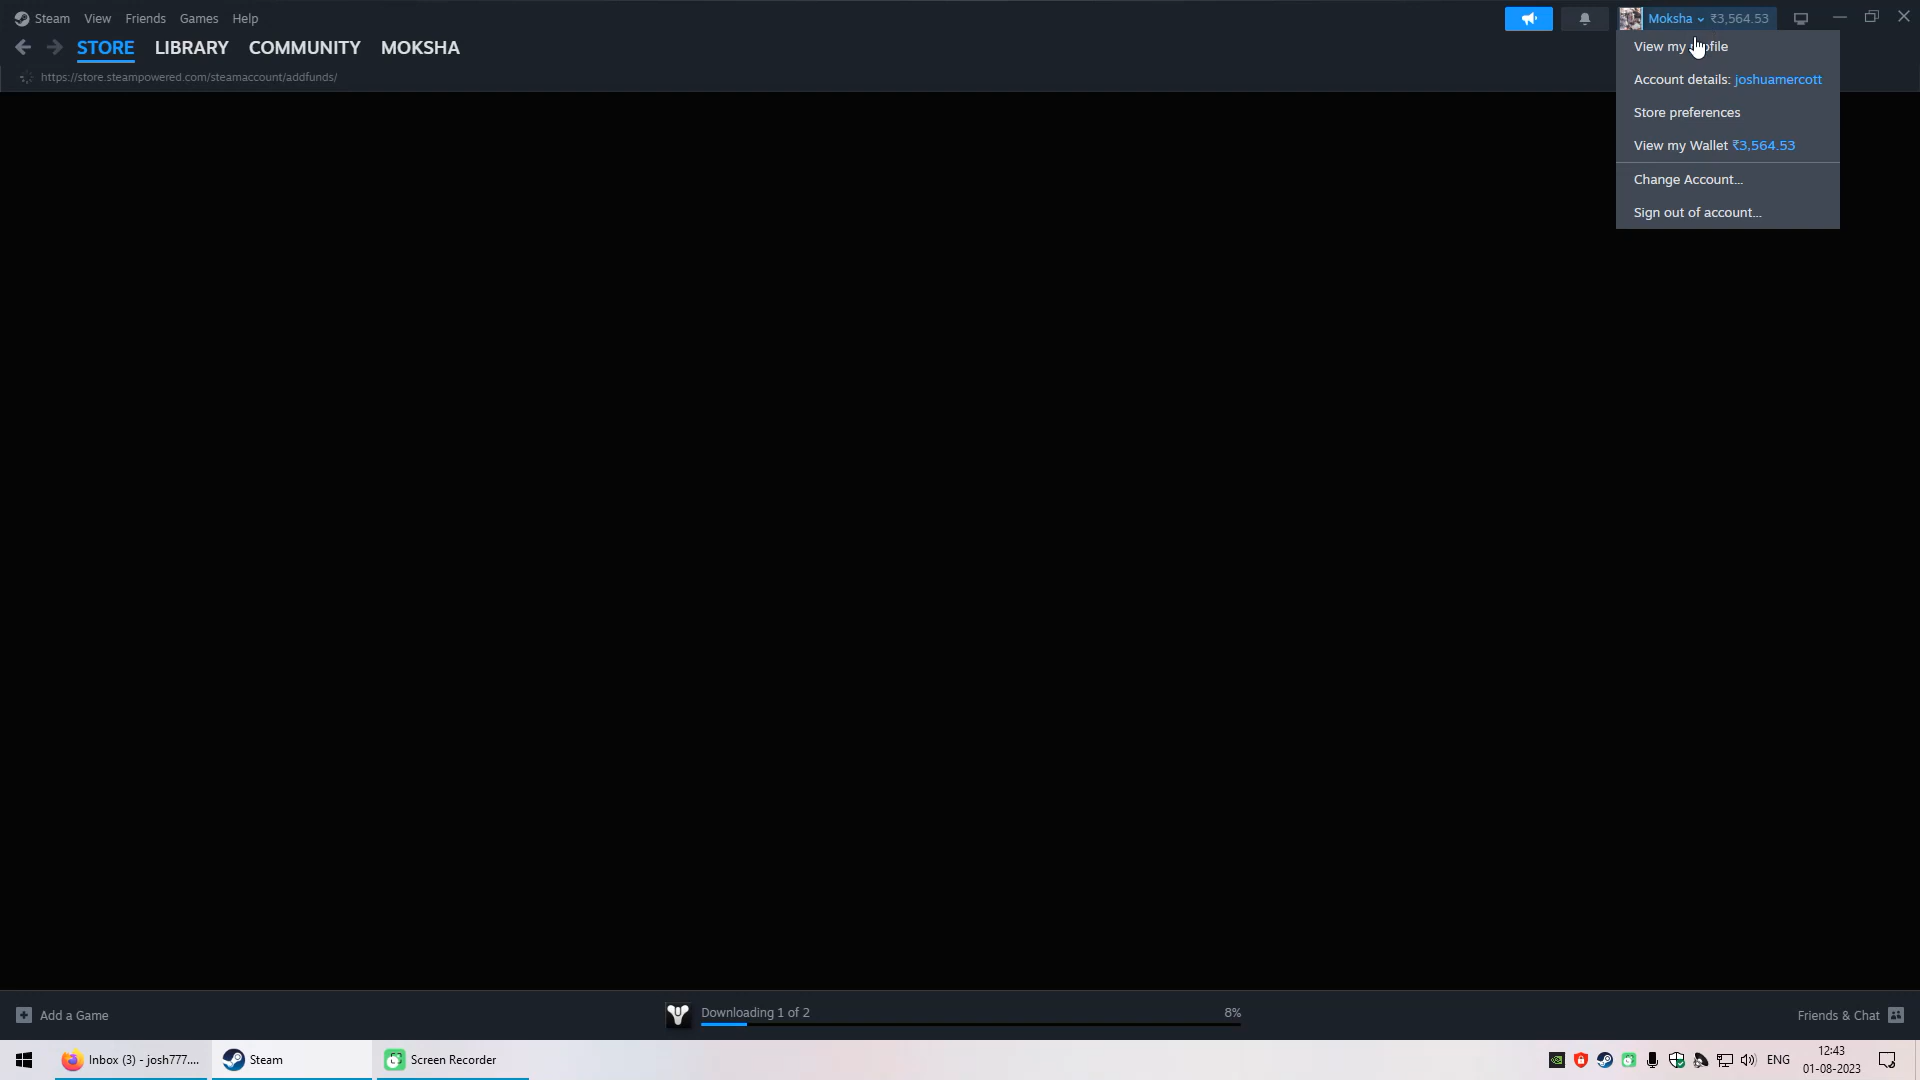 Steam View Friends Games Help
Moksha ₹3,564.53
STORE LIBRARY COMMUNITY MOKSHA
https://store.steampowered.com/steamaccount/addfunds/
View my profile
Account details: joshuamercott
Store preferences
View my Wallet ₹3,564.53
Change Account...
Sign out of account...
Add a Game
Downloading 1 of 2
8%
Friends & Chat
Inbox (3) - josh777....
Steam
Screen Recorder
ENG
12:43
01-08-2023